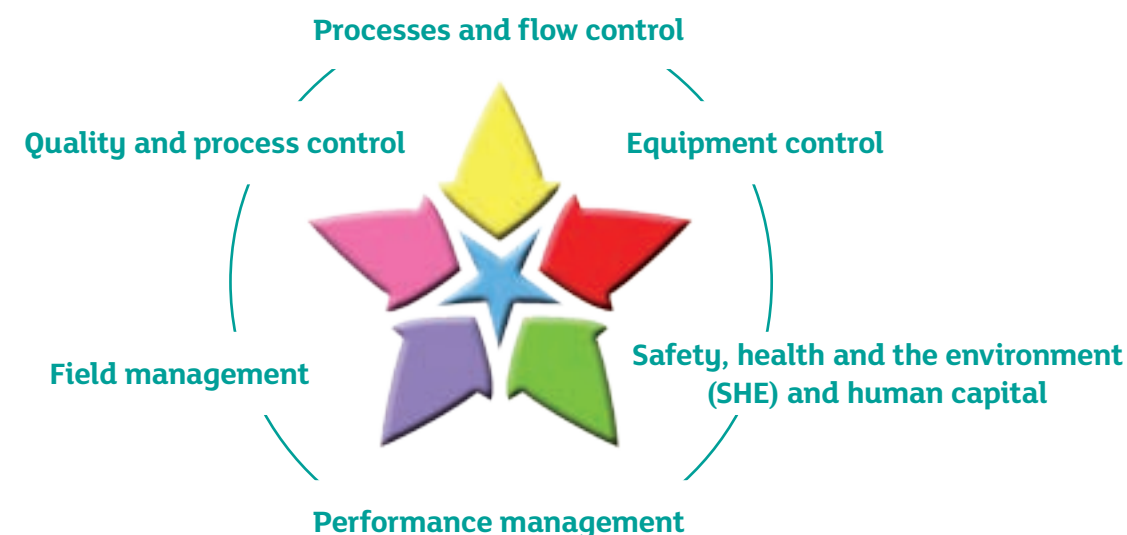 Processes and flow control
Quality and process control
Equipment control
Field management
Safety, health and the environment
(SHE) and human capital
Performance management